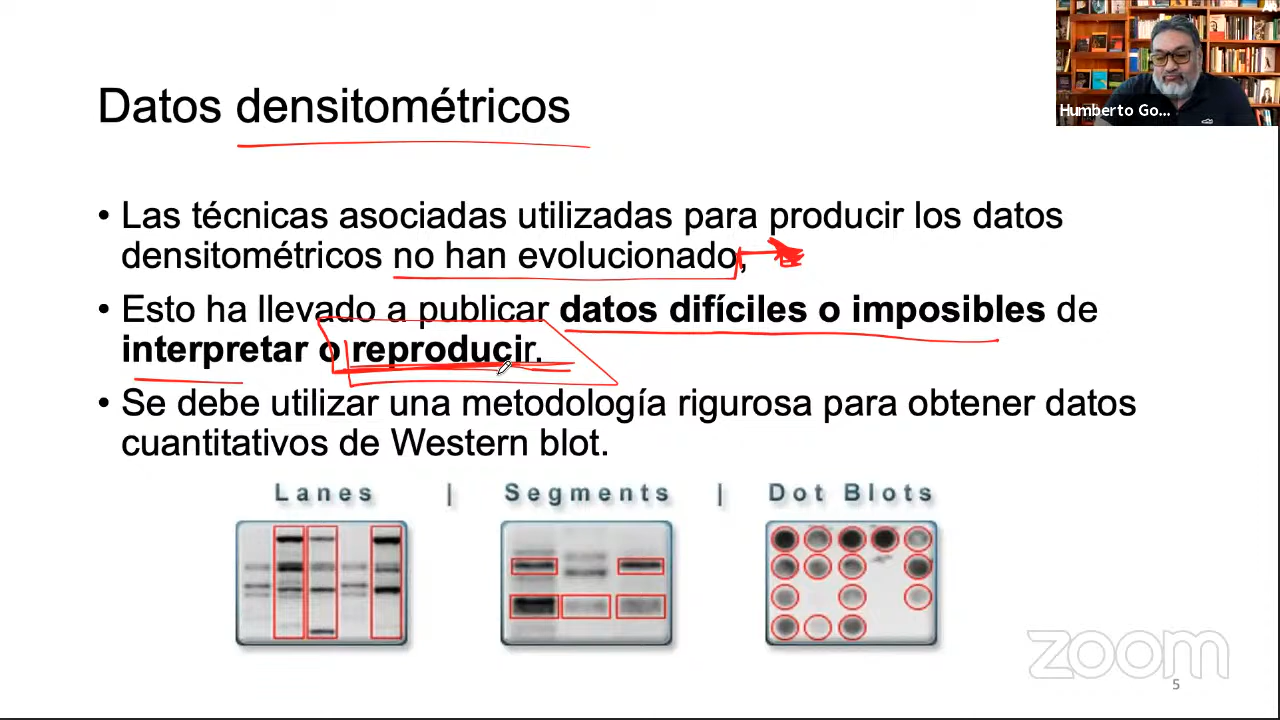 Humberto Go...
Datos densitométricos
• Las técnicas asociadas utilizadas para producir los datos
densitométricos no han evolucionado,
• Esto ha llevado a publicar datos difíciles o imposibles de
interpretar o reproducir.
• Se debe utilizar una metodología rigurosa para obtener datos
cuantitativos de Western blot.
Lanes | Segments | Dot Blots
zoom
5